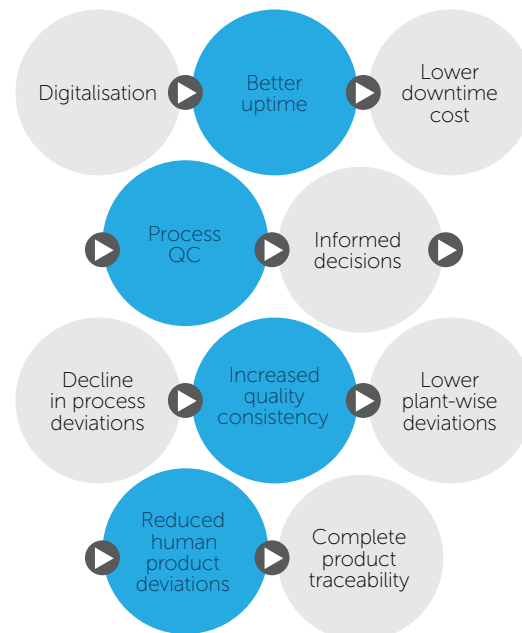 Digitalisation
Better
uptime
Lower
downtime
cost
Process
QC
Informed
decisions
Decline
in process
deviations
Increased
quality
consistency
Lower
plant-wise
deviations
Reduced
human
product
deviations
Complete
product
traceability